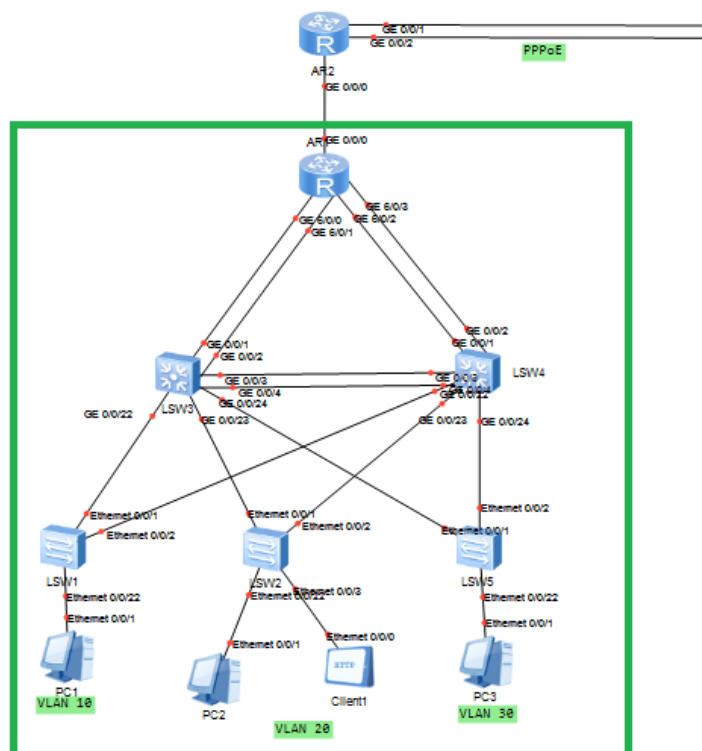 GE 0/0/1
GE 0/0/2
PPPoE
AR2
GE 0/0/0
GE 0/0/0
GE 6/0/3
GE 6/0/0
GE 6/0/2
GE 6/0/1
GE 0/0/1
GE 0/0/2
GE 0/0/2
GE 0/0/1
LSW4
GE 0/0/3
GE 0/0/3
GE 0/0/4
LSW3
GE 0/0/24
GE 0/0/22
GE 0/0/23
GE 0/0/23
GE 0/0/24
Ethernet 0/0/1
Ethernet 0/0/2
Ethernet 0/0/1
Ethernet 0/0/2
Ethernet 0/0/2
Ethernet 0/0/1
LSW1
LSW2
LSW5
Ethernet 0/0/22
Ethernet 0/0/22
Ethernet 0/0/3
Ethernet 0/0/22
Ethernet 0/0/1
Ethernet 0/0/1
Ethernet 0/0/0
Ethernet 0/0/1
HTTP
PC1
VLAN 10
PC2
Client1
PC3
VLAN 30
VLAN 20